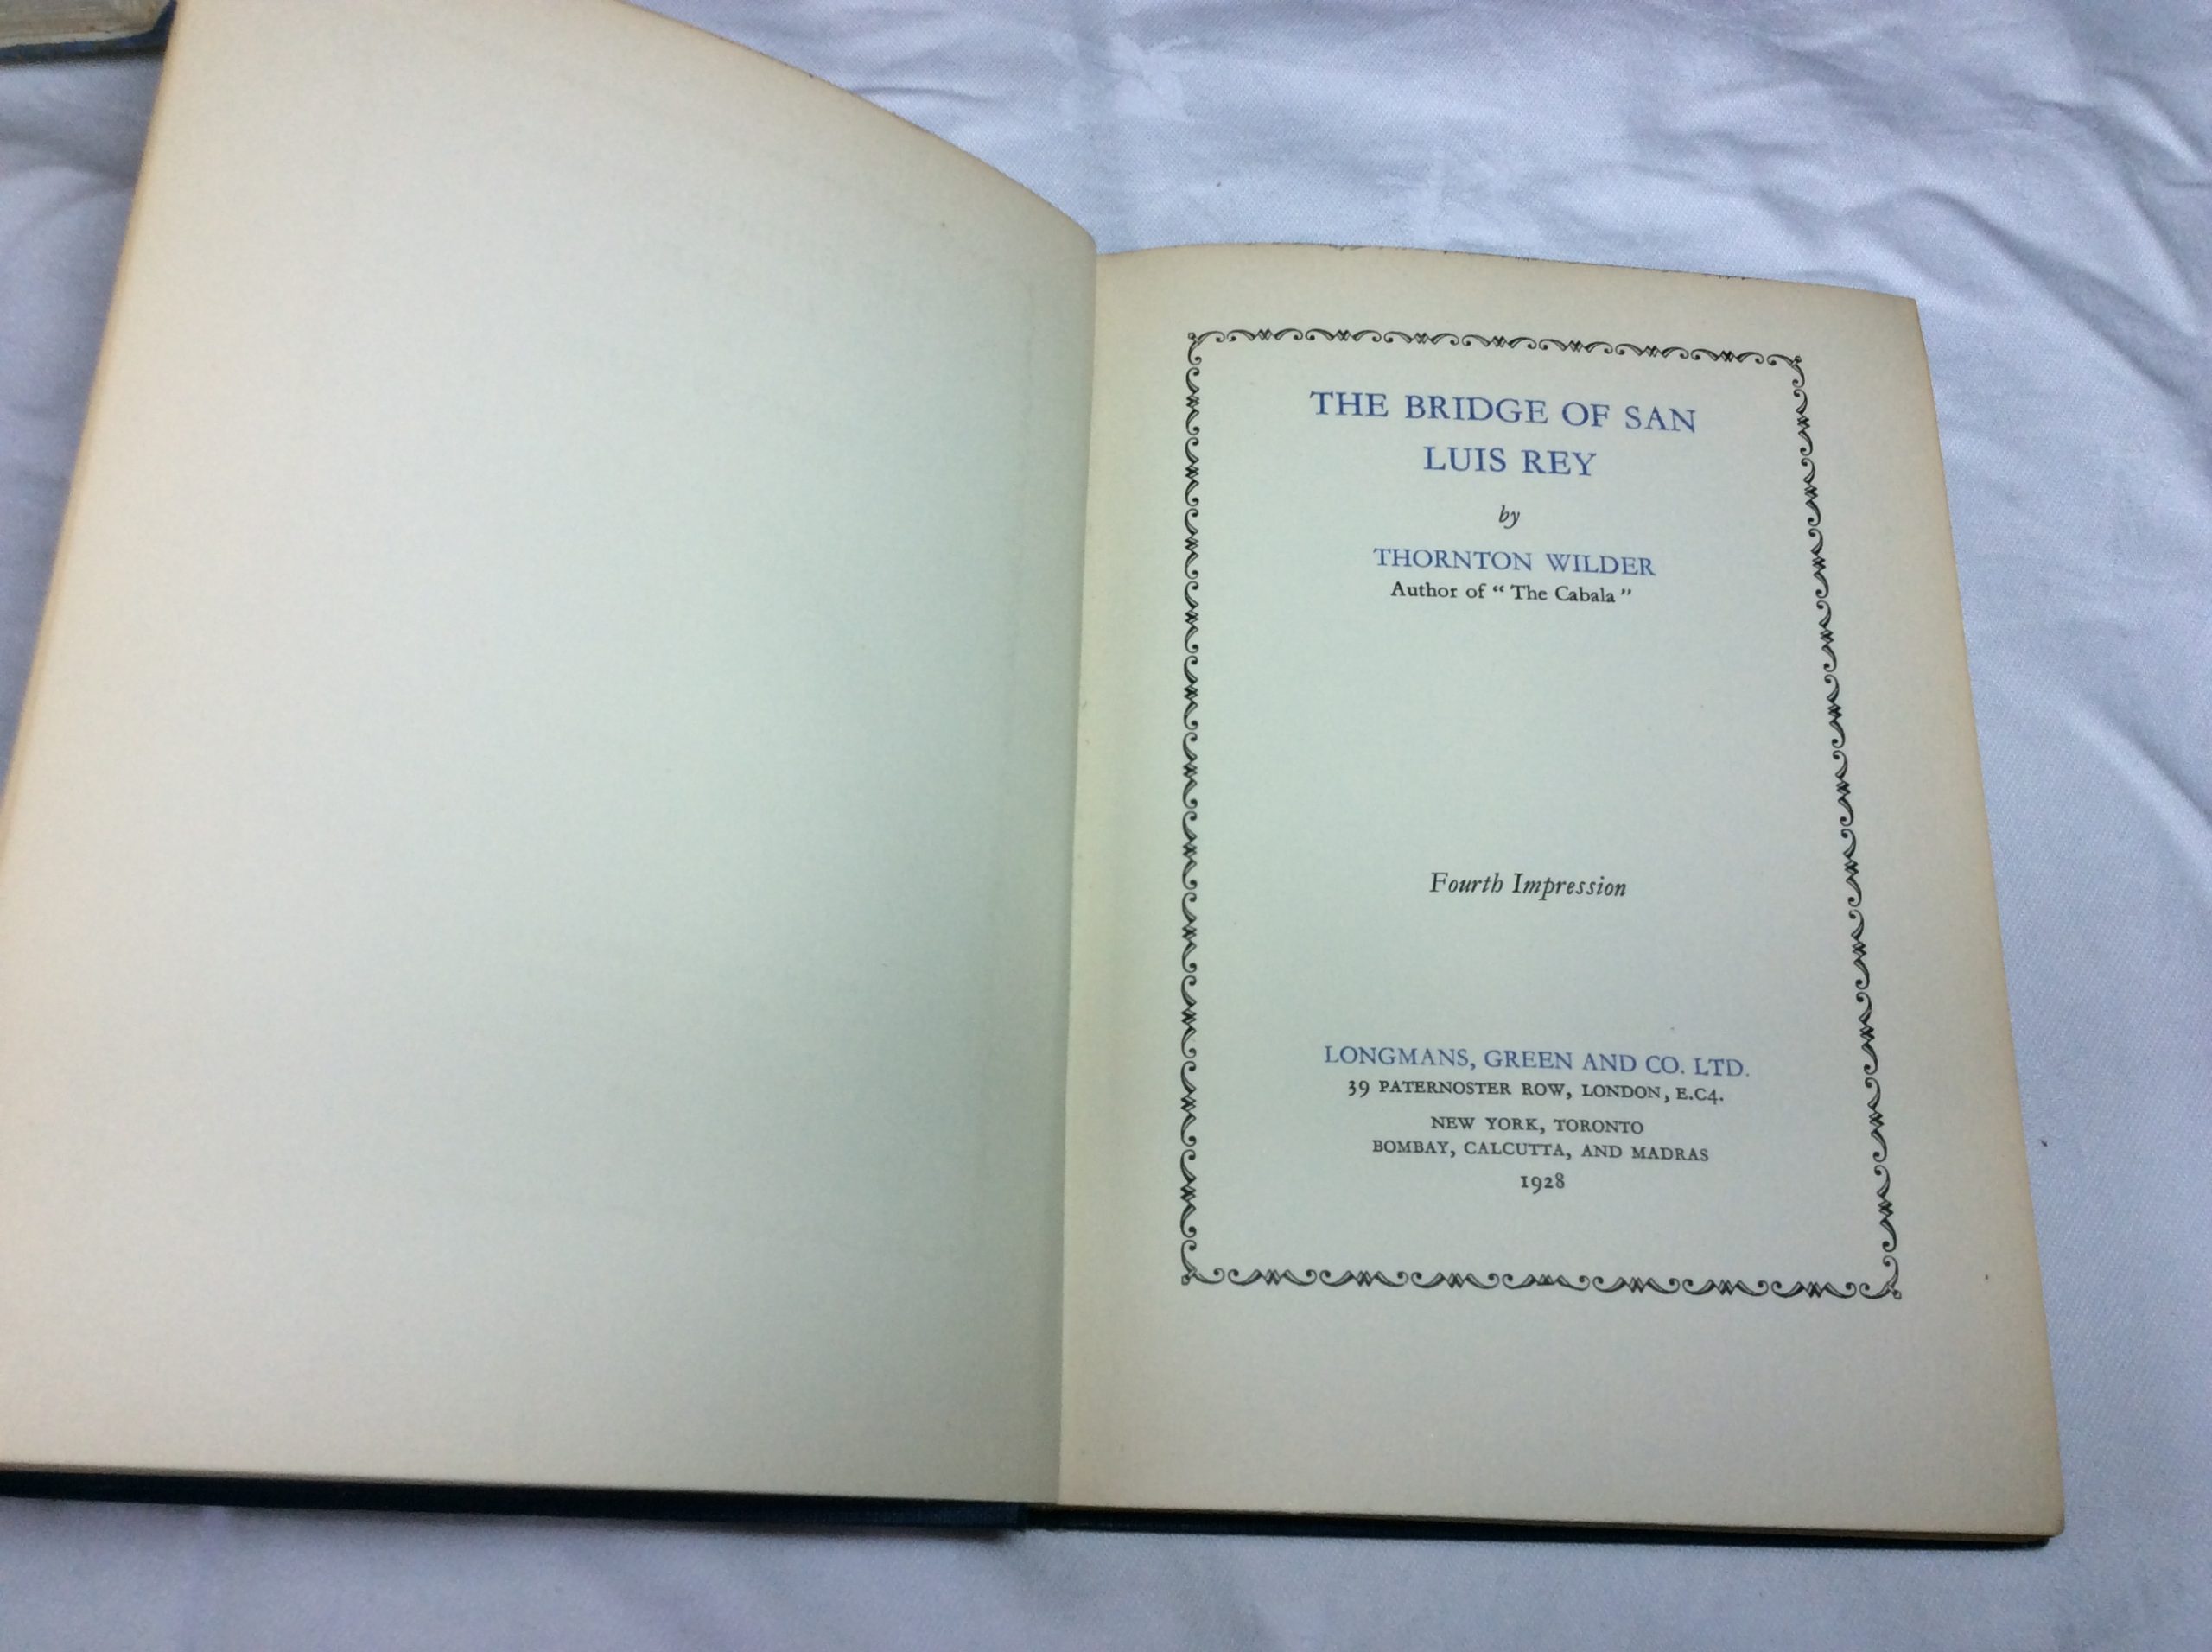 THE BRIDGE OF SAN
LUIS REY
by
THORNTON WILDER
Author of “ The Cabala ”
Fourth Impression
LONGMANS, GREEN AND CO. LTD.
39 PATERNOSTER ROW, LONDON, E.C4.
NEW YORK, TORONTO
BOMBAY, CALCUTTA, AND MADRAS
1928